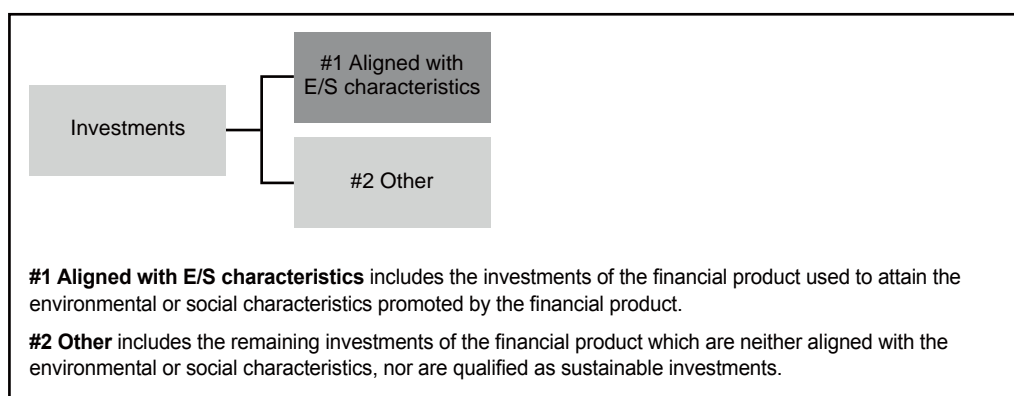 #1 Aligned with
E/S characteristics
Investments
#2 Other
#1 Aligned with E/S characteristics includes the investments of the financial product used to attain the
environmental or social characteristics promoted by the financial product.
#2 Other includes the remaining investments of the financial product which are neither aligned with the
environmental or social characteristics, nor are qualified as sustainable investments.